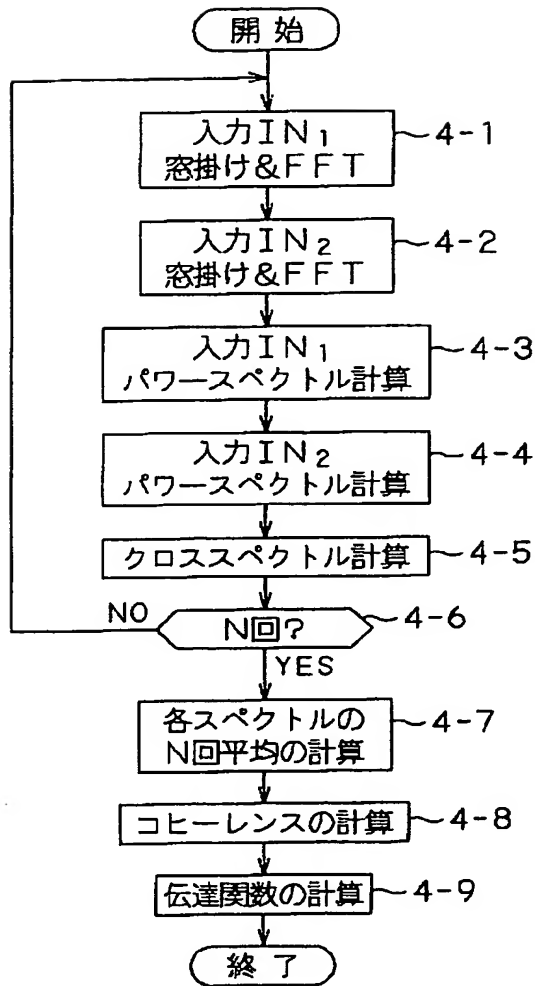 開始
入力IN₁
窓掛け&FFT
4-1
入力IN₂
窓掛け&FFT
4-2
入力IN₁
パワースペクトル計算
4-3
入力IN₂
パワースペクトル計算
4-4
クロススペクトル計算
4-5
NO
N回?
4-6
YES
各スペクトルの
N回平均の計算
4-7
コヒーレンスの計算
4-8
伝達関数の計算
4-9
終了